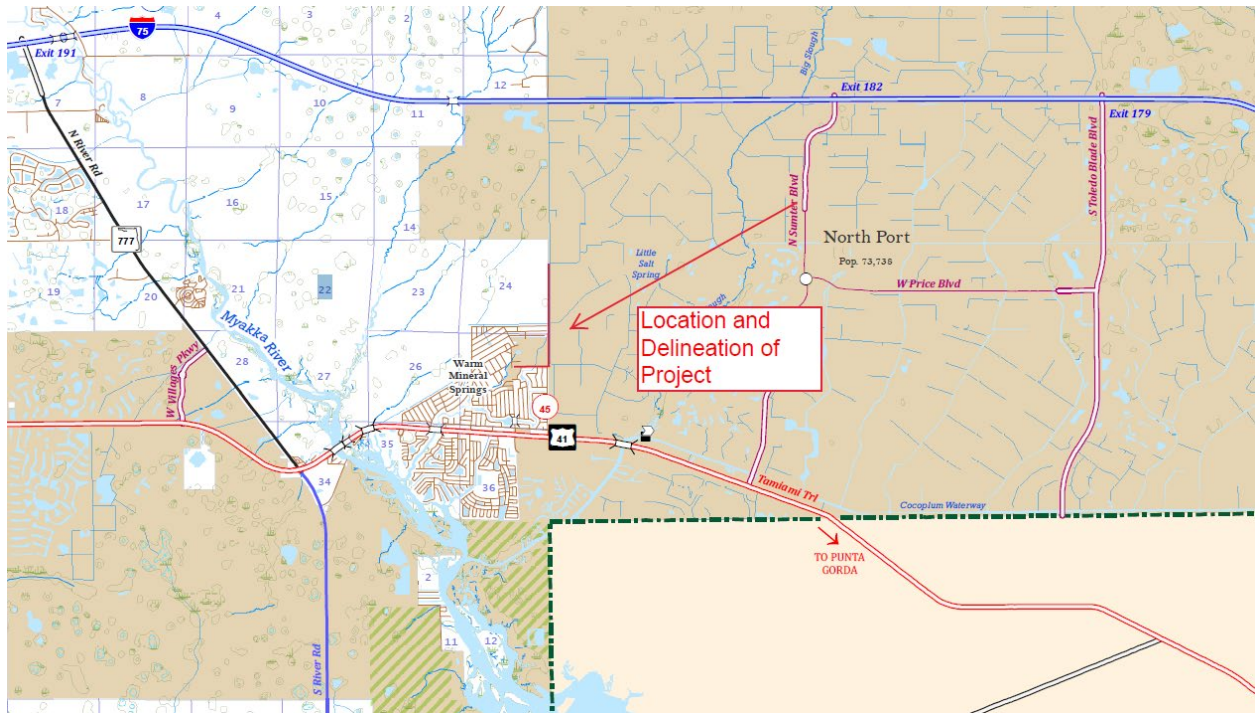 3
4
2
75
Exit 191
12
7
8
9
10
11
Big Slough
Exit 182
Exit 179
N River Rd
S Toledo Blade Blvd
18
17
16
15
14
777
N Sumter Blvd
North Port
Pop. 73,738
Little
Salt
Spring
19
20
21
22
23
24
W Price Blvd
Myakka River
Location and
Delineation of
Project
W Villages Pkwy
28
27
26
Warm
Mineral
Springs
45
41
35
36
34
Tamiami Trl
Cocoplum Waterway
TO PUNTA
GORDA
2
11
12
S River Rd